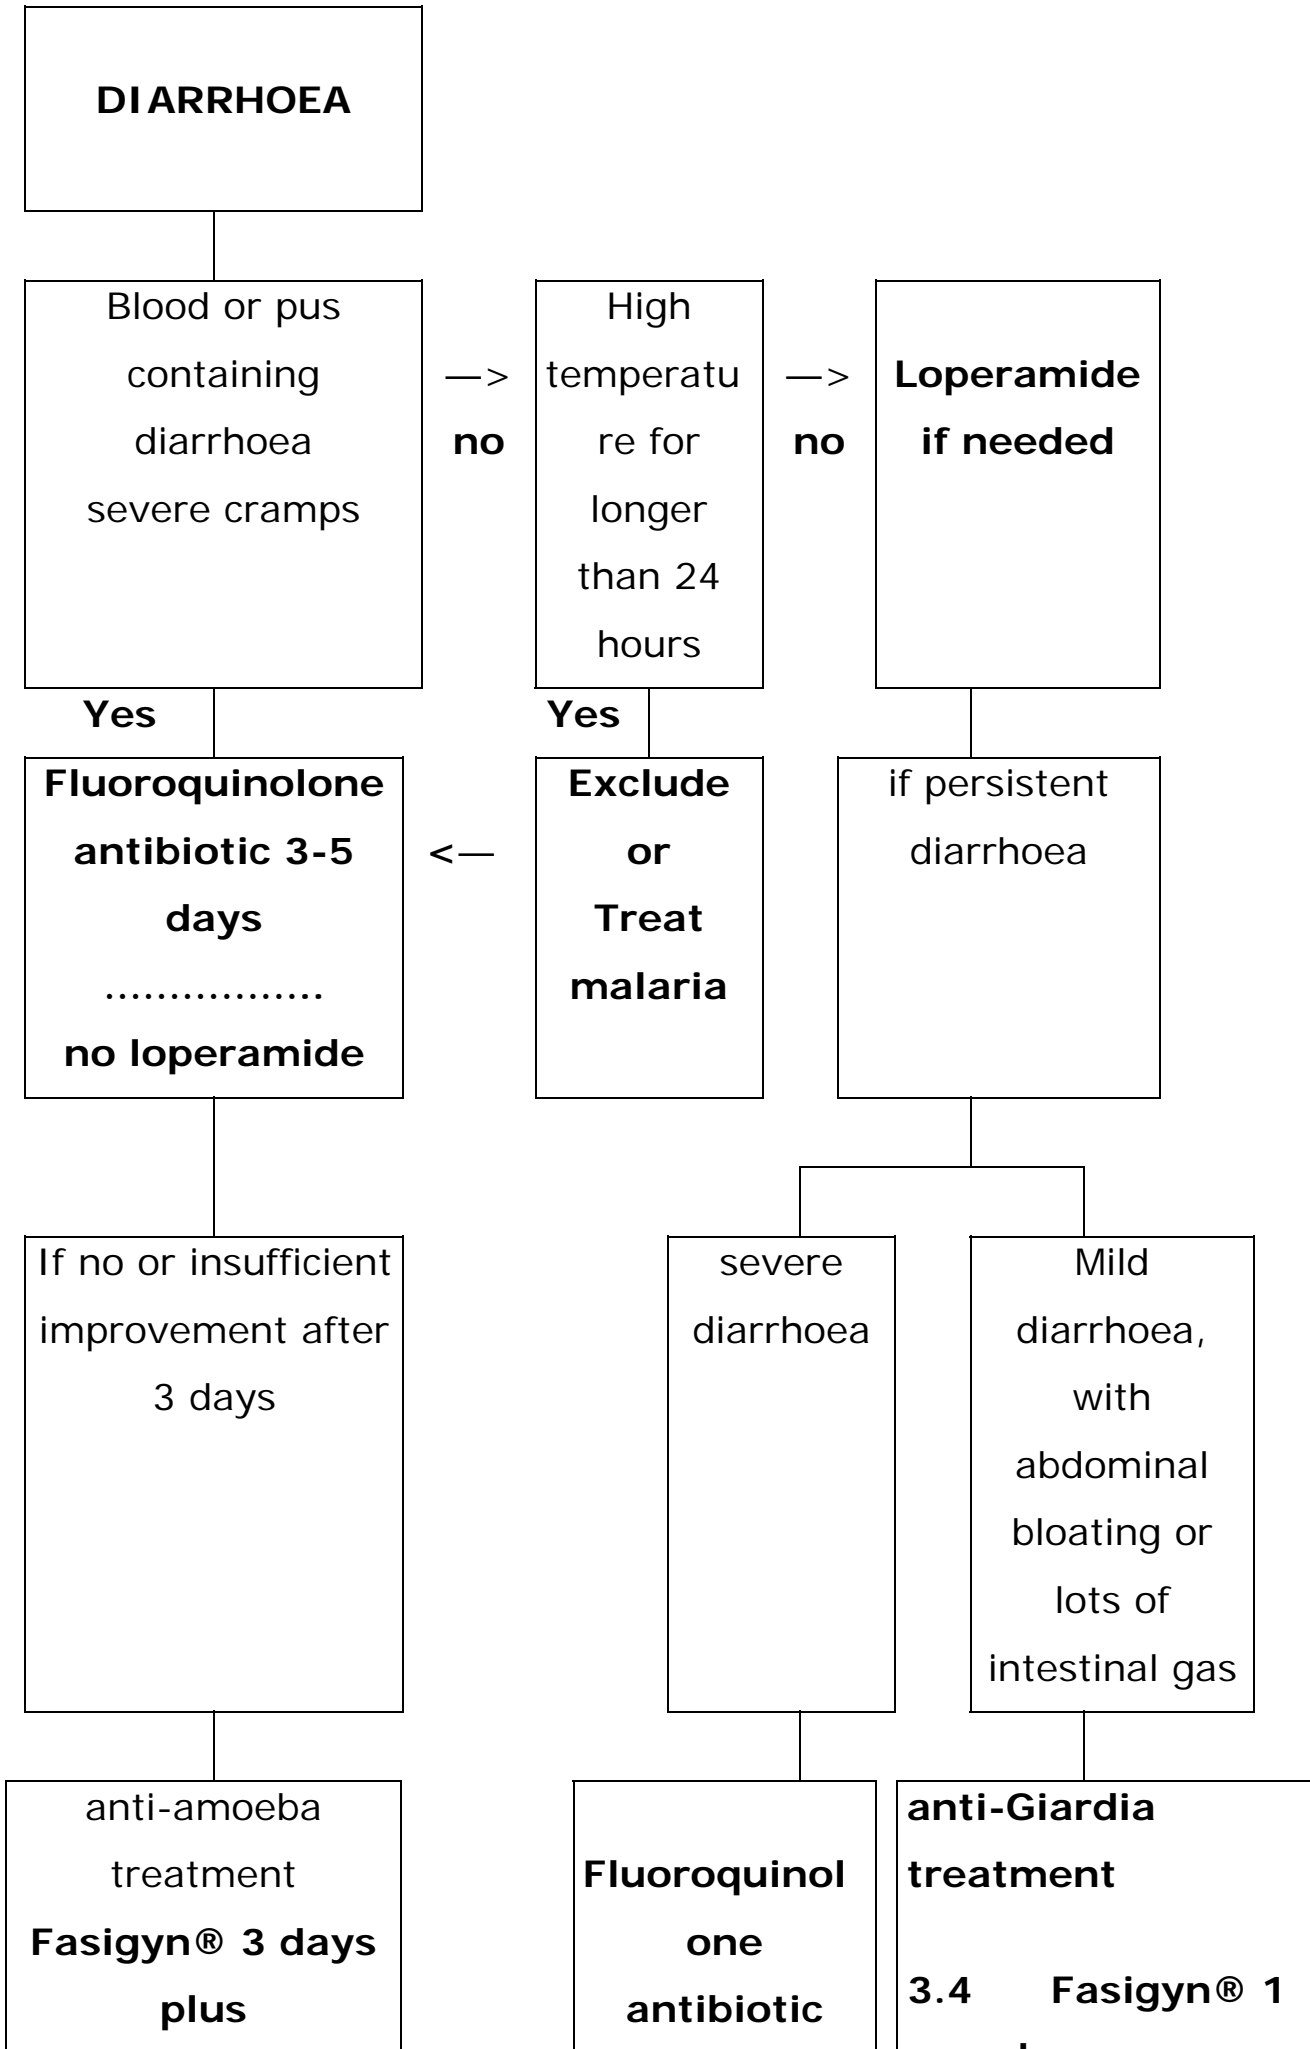 DIARRHOEA
Blood or pus
containing
diarrhoea
severe cramps
—>
no
High
temperatu
re for
longer
than 24
hours
—>
no
Loperamide
if needed
Yes
Yes
Fluoroquinolone
antibiotic 3-5
days
.................
no loperamide
<—
Exclude
or
Treat
malaria
if persistent
diarrhoea
If no or insufficient
improvement after
3 days
severe
diarrhoea
Mild
diarrhoea,
with
abdominal
bloating or
lots of
intestinal gas
anti-amoeba
treatment
Fasigyn® 3 days
plus
Fluoroquinol
one
antibiotic
anti-Giardia
treatment
3.4 Fasigyn® 1